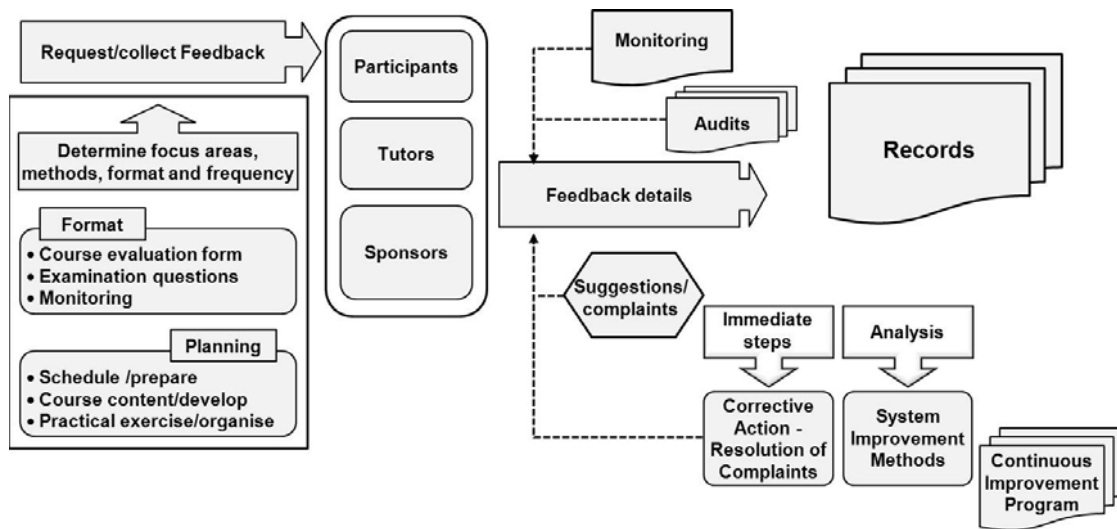 Request/collect Feedback
Determine focus areas,
methods, format and frequency
Format
• Course evaluation form
• Examination questions
• Monitoring
Planning
• Schedule /prepare
• Course content/develop
• Practical exercise/organise
Participants
Tutors
Sponsors
Monitoring
Audits
Feedback details
Records
Suggestions/
complaints
Immediate
steps
Analysis
Corrective
Action -
Resolution of
Complaints
System
Improvement
Methods
Continuous
Improvement
Program